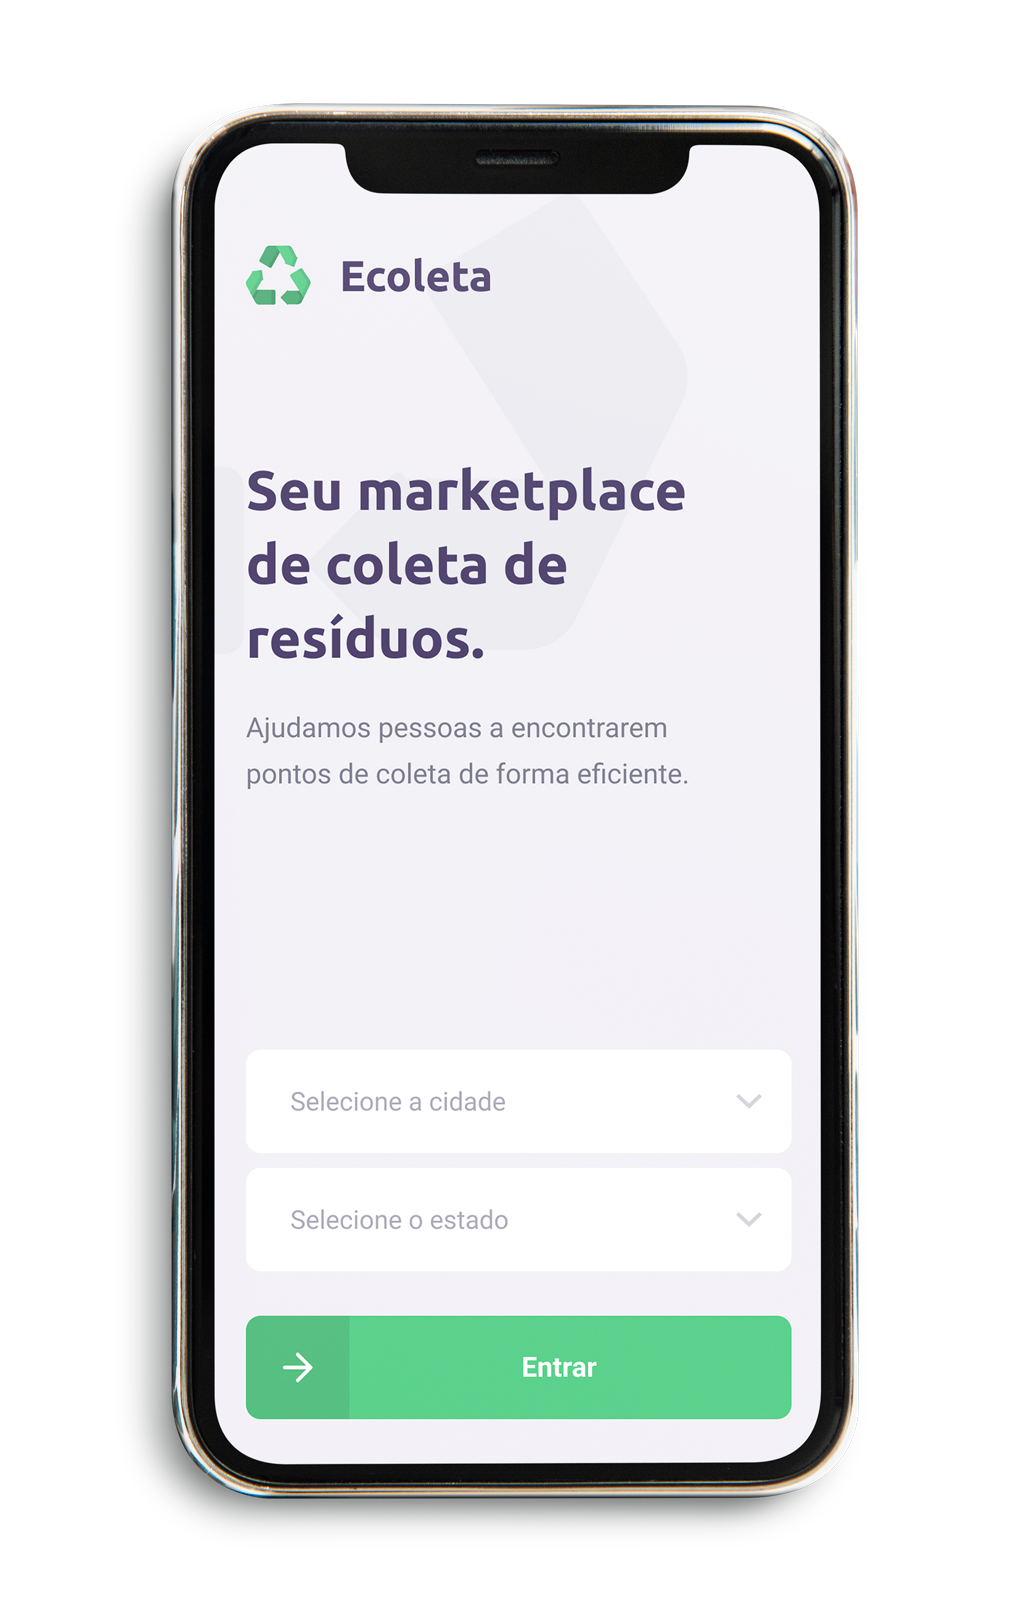 Ecoleta
Seu marketplace
de coleta de
resíduos.
Ajudamos pessoas a encontrarem
pontos de coleta de forma eficiente.
Selecione a cidade
Selecione o estado
Entrar